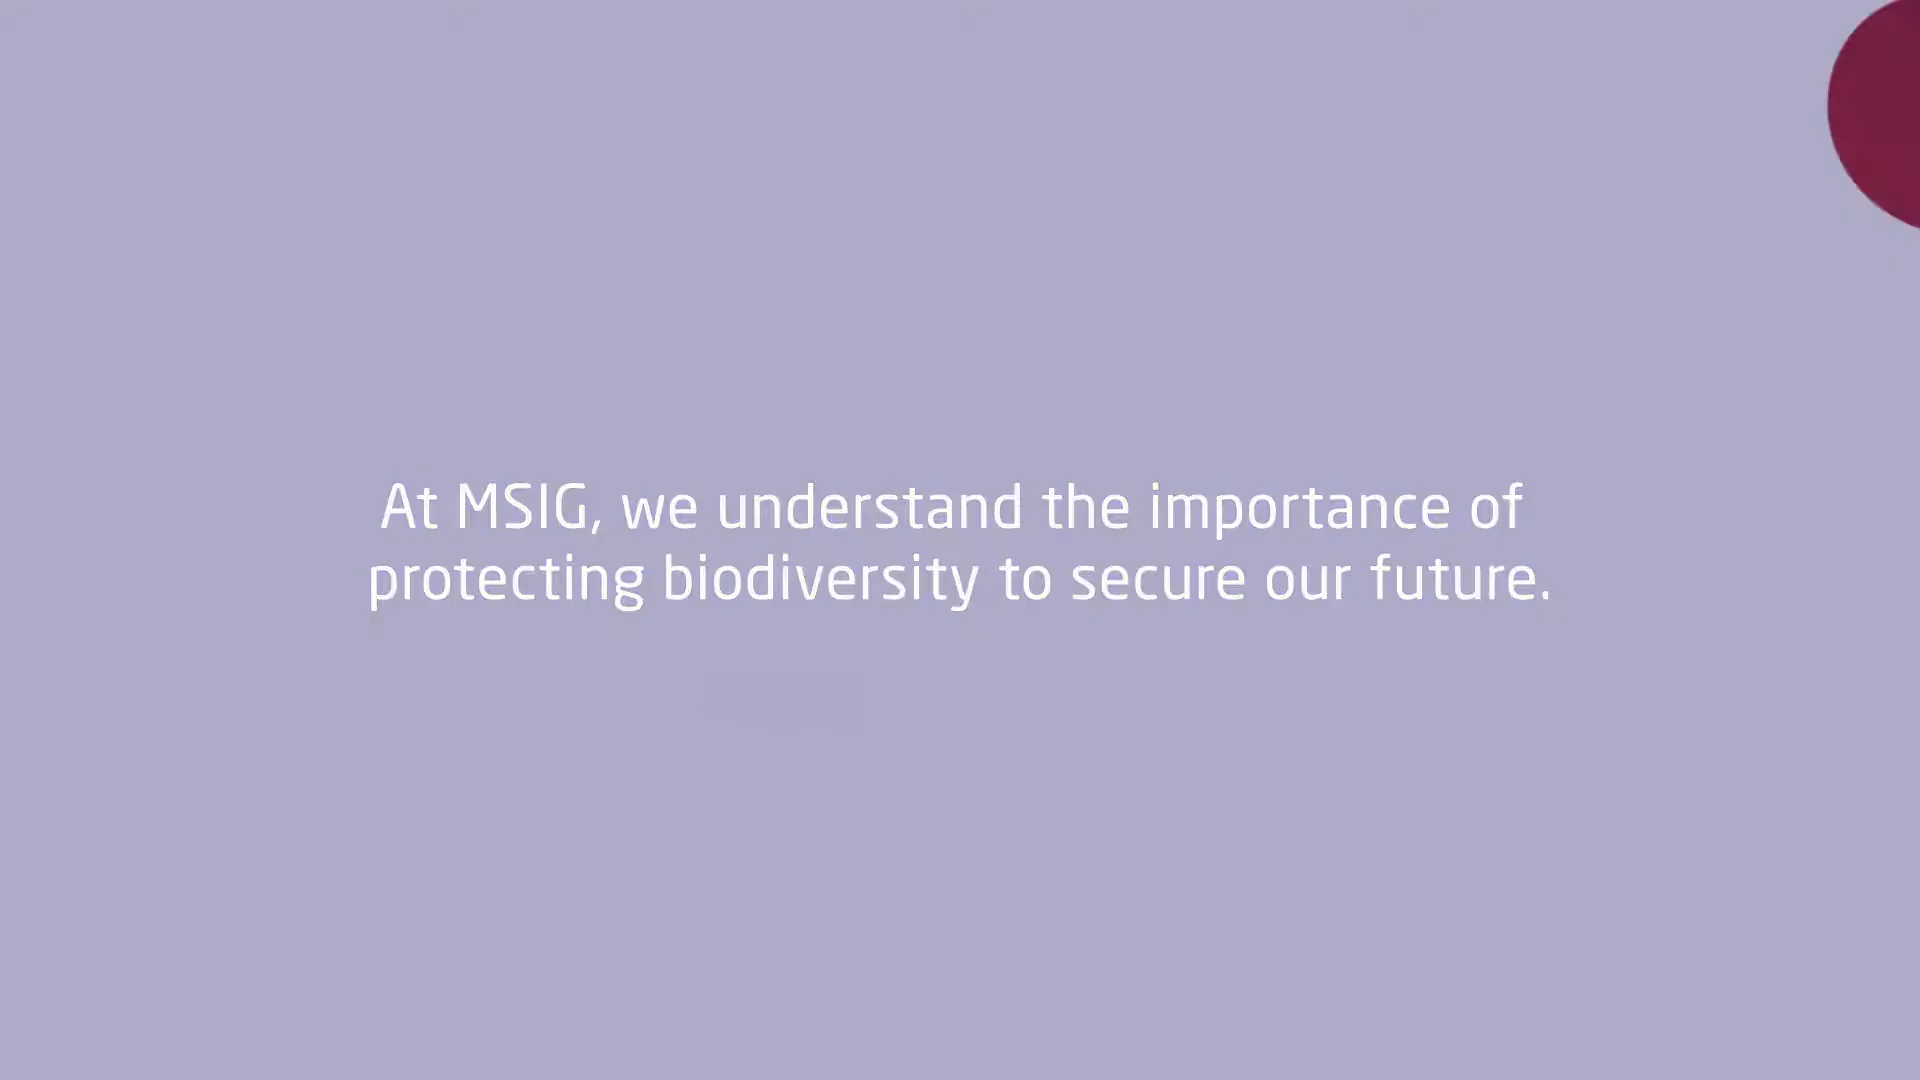 At MSIG, we understand the importance of
protecting biodiversity to secure our future.